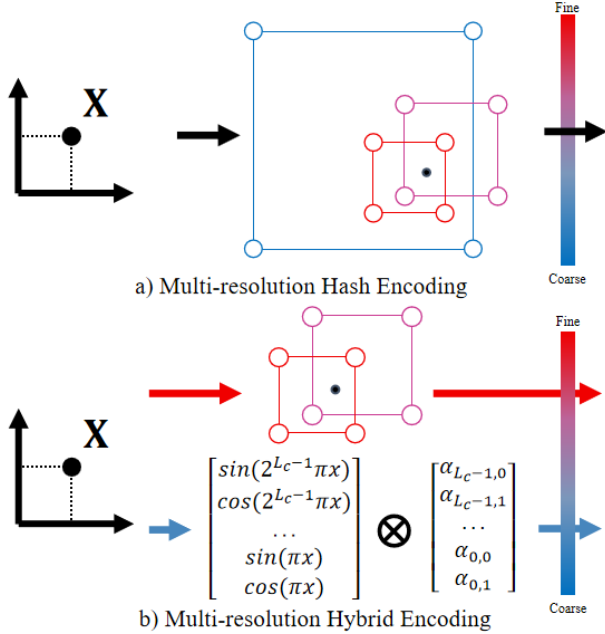 Fine
X
Coarse
a) Multi-resolution Hash Encoding
Fine
X
sin(2^{L_c-1}πx)
cos(2^{L_c-1}πx)
...
sin(πx)
cos(πx)
⊗
α_{L_c-1,0}
α_{L_c-1,1}
...
α_{0,0}
α_{0,1}
Coarse
b) Multi-resolution Hybrid Encoding